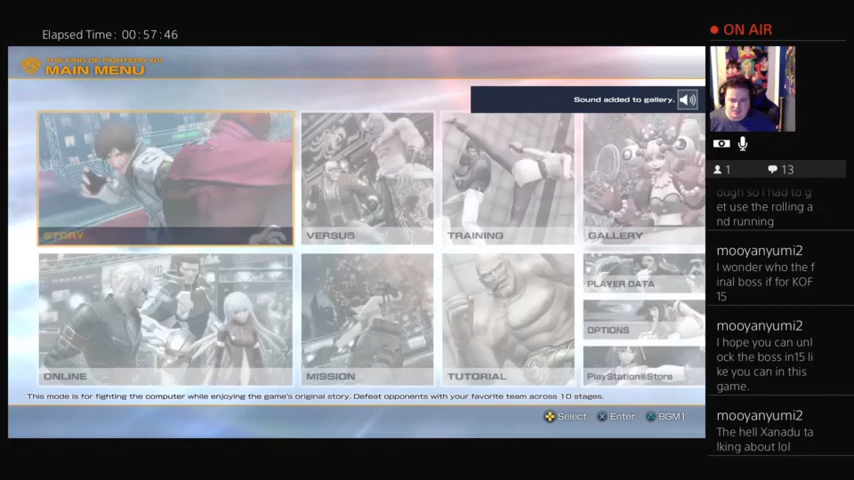 Elapsed Time: 00:57:46
ON AIR
THE KING OF FIGHTERS XIV
MAIN MENU
Sound added to gallery.
STORY
VERSUS
TRAINING
GALLERY
PLAYER DATA
OPTIONS
ONLINE
MISSION
TUTORIAL
PlayStation®Store
This mode is for fighting the computer while enjoying the game's original story. Defeat opponents with your favorite team across 10 stages.
Select Enter BGM1
1 13
ough so I had to g
et use the rolling a
nd running
mooyanyumi2
I wonder who the f
inal boss if for KOF
15
mooyanyumi2
I hope you can unl
ock the boss in15 li
ke you can in this
game.
mooyanyumi2
The hell Xanadu ta
lking about lol